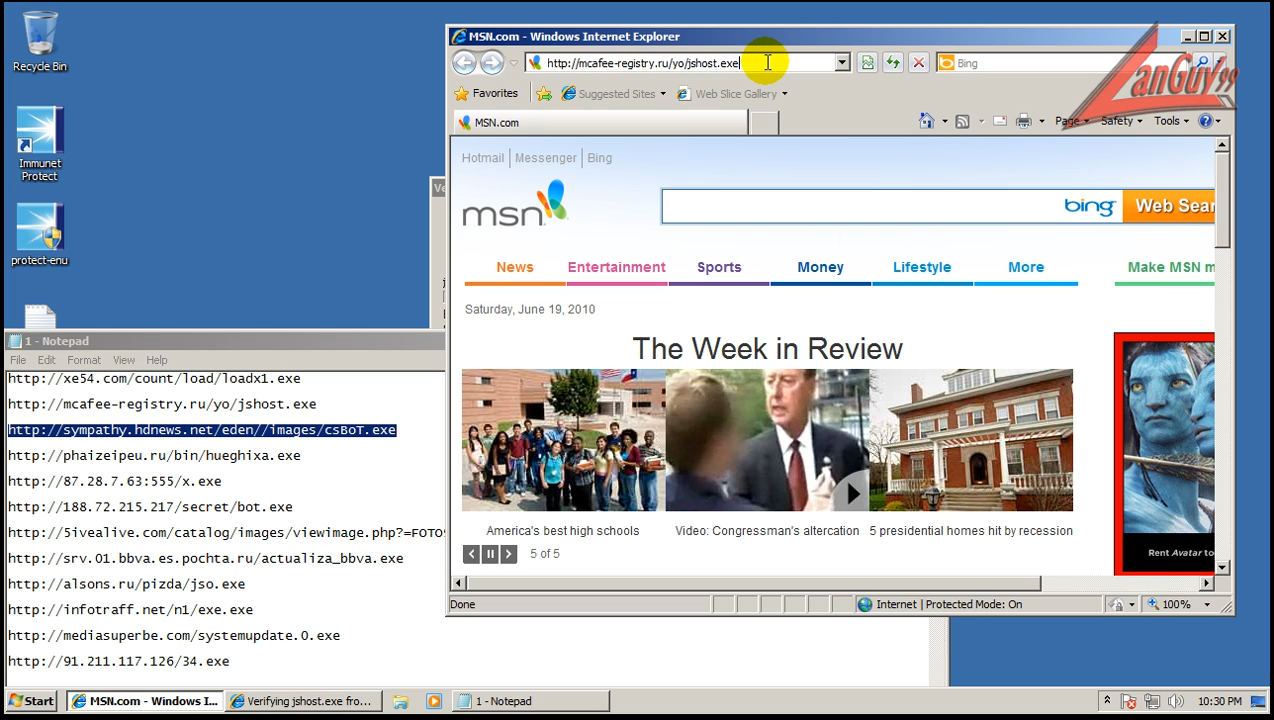 Recycle Bin
Immunet
Protect
protect-enu
MSN.com - Windows Internet Explorer
http://mcafee-registry.ru/yo/jshost.exe
Bing
anGuy99
Favorites
Suggested Sites
Web Slice Gallery
MSN.com
Page
Safety
Tools
Hotmail
Messenger
Bing
msn
bing
Web Sear
News
Entertainment
Sports
Money
Lifestyle
More
Make MSN m
Saturday, June 19, 2010
The Week in Review
America's best high schools
Video: Congressman's altercation
5 presidential homes hit by recession
5 of 5
Rent Avatar to
Done
Internet | Protected Mode: On
100%
Ve
1 - Notepad
File
Edit
Format
View
Help
http://xe54.com/count/load/loadx1.exe
http://mcafee-registry.ru/yo/jshost.exe
http://sympathy.hdnews.net/eden//images/csBoT.exe
http://phaizeipeu.ru/bin/hueghixa.exe
http://87.28.7.63:555/x.exe
http://188.72.215.217/secret/bot.exe
http://5ivealive.com/catalog/images/viewimage.php?=FOTO
http://srv.01.bbva.es.pochta.ru/actualiza_bbva.exe
http://alsons.ru/pizda/jso.exe
http://infotraff.net/n1/exe.exe
http://mediasuperbe.com/systemupdate.0.exe
http://91.211.117.126/34.exe
Start
MSN.com - Windows I...
Verifying jshost.exe fro...
1 - Notepad
10:30 PM